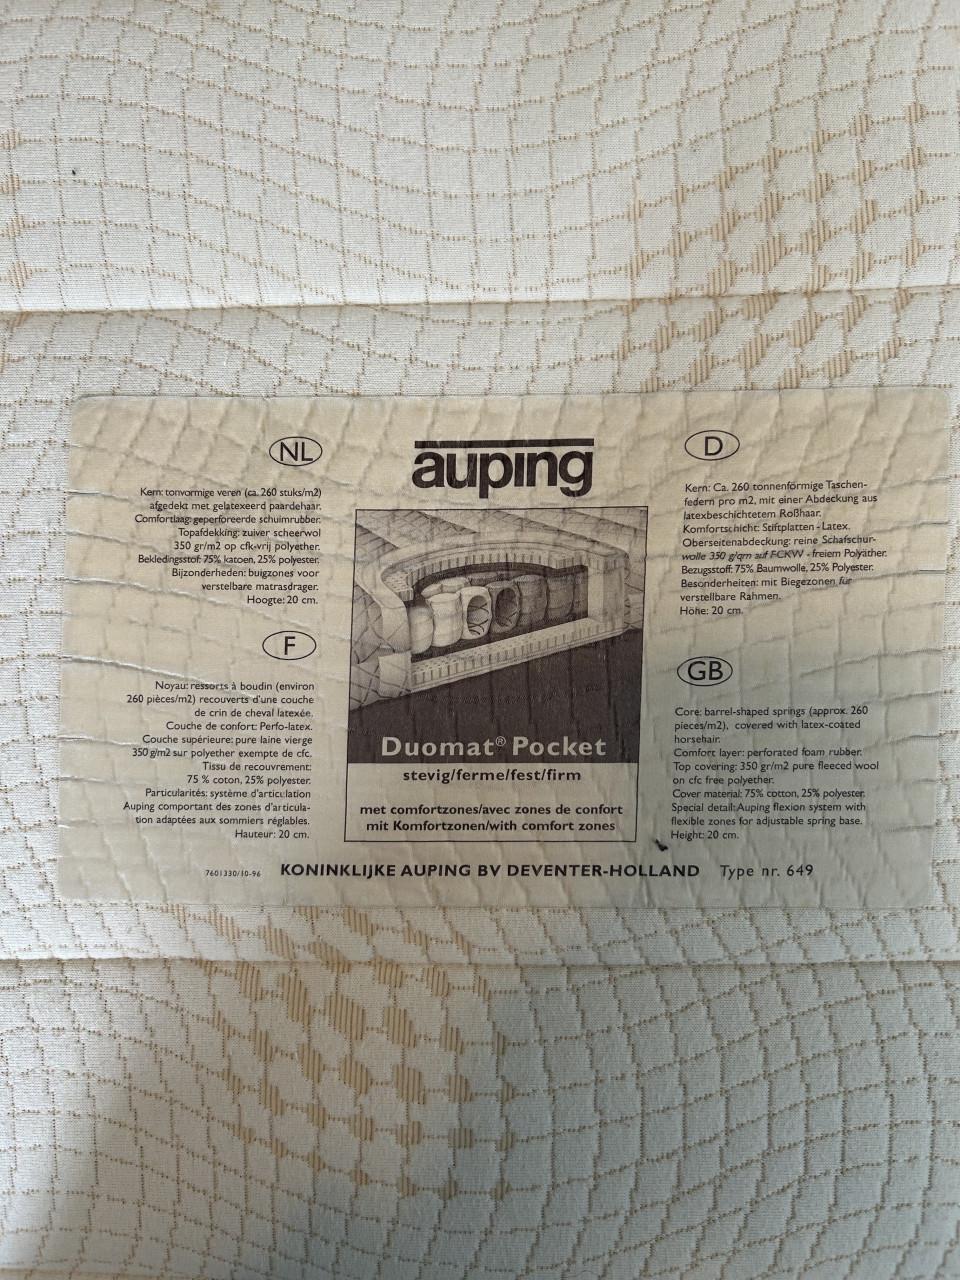 NL
Kern: tonvormige veren (ca. 260 stuks/m2)
afgedekt met gelatexeerd paardehaar.
Comfortlaag: geperforeerde schuimrubber.
Topafdekking: zuiver scheerwol
350 gr/m2 op cfk-vrij polyether.
Bekledingsstof: 75% katoen, 25% polyester.
Bijzonderheden: buigzones voor
verstelbare matrasdrager.
Hoogte: 20 cm.
F
Noyau: ressorts à boudin (environ
260 pièces/m2) recouverts d'une couche
de crin de cheval latexée.
Couche de confort: Perfo-latex.
Couche supérieure: pure laine vierge
350 g/m2 sur polyether exempte de cfc.
Tissu de recouvrement:
75 % coton, 25% polyester.
Particularités: système d'articulation
Auping comportant des zones d'articula-
tion adaptées aux sommiers réglables.
Hauteur: 20 cm.
auping
Duomat® Pocket
stevig/ferme/fest/firm
met comfortzones/avec zones de confort
mit Komfortzonen/with comfort zones
D
Kern: Ca. 260 tonnenförmige Taschen-
federn pro m2, mit einer Abdeckung aus
latexbeschichtetem Roßhaar.
Komfortschicht: Stiftplatten - Latex.
Oberseitenabdeckung: reine Schafschur-
wolle 350 g/qm auf FCKW - freiem Polyäther.
Bezugsstoff: 75% Baumwolle, 25% Polyester.
Besonderheiten: mit Biegezonen für
verstellbare Rahmen.
Höhe: 20 cm.
GB
Core: barrel-shaped springs (approx. 260
pieces/m2), covered with latex-coated
horsehair.
Comfort layer: perforated foam rubber.
Top covering: 350 gr/m2 pure fleeced wool
on cfc free polyether.
Cover material: 75% cotton, 25% polyester.
Special detail: Auping flexion system with
flexible zones for adjustable spring base.
Height: 20 cm.
7601330/10-96 KONINKLIJKE AUPING BV DEVENTER-HOLLAND Type nr. 649